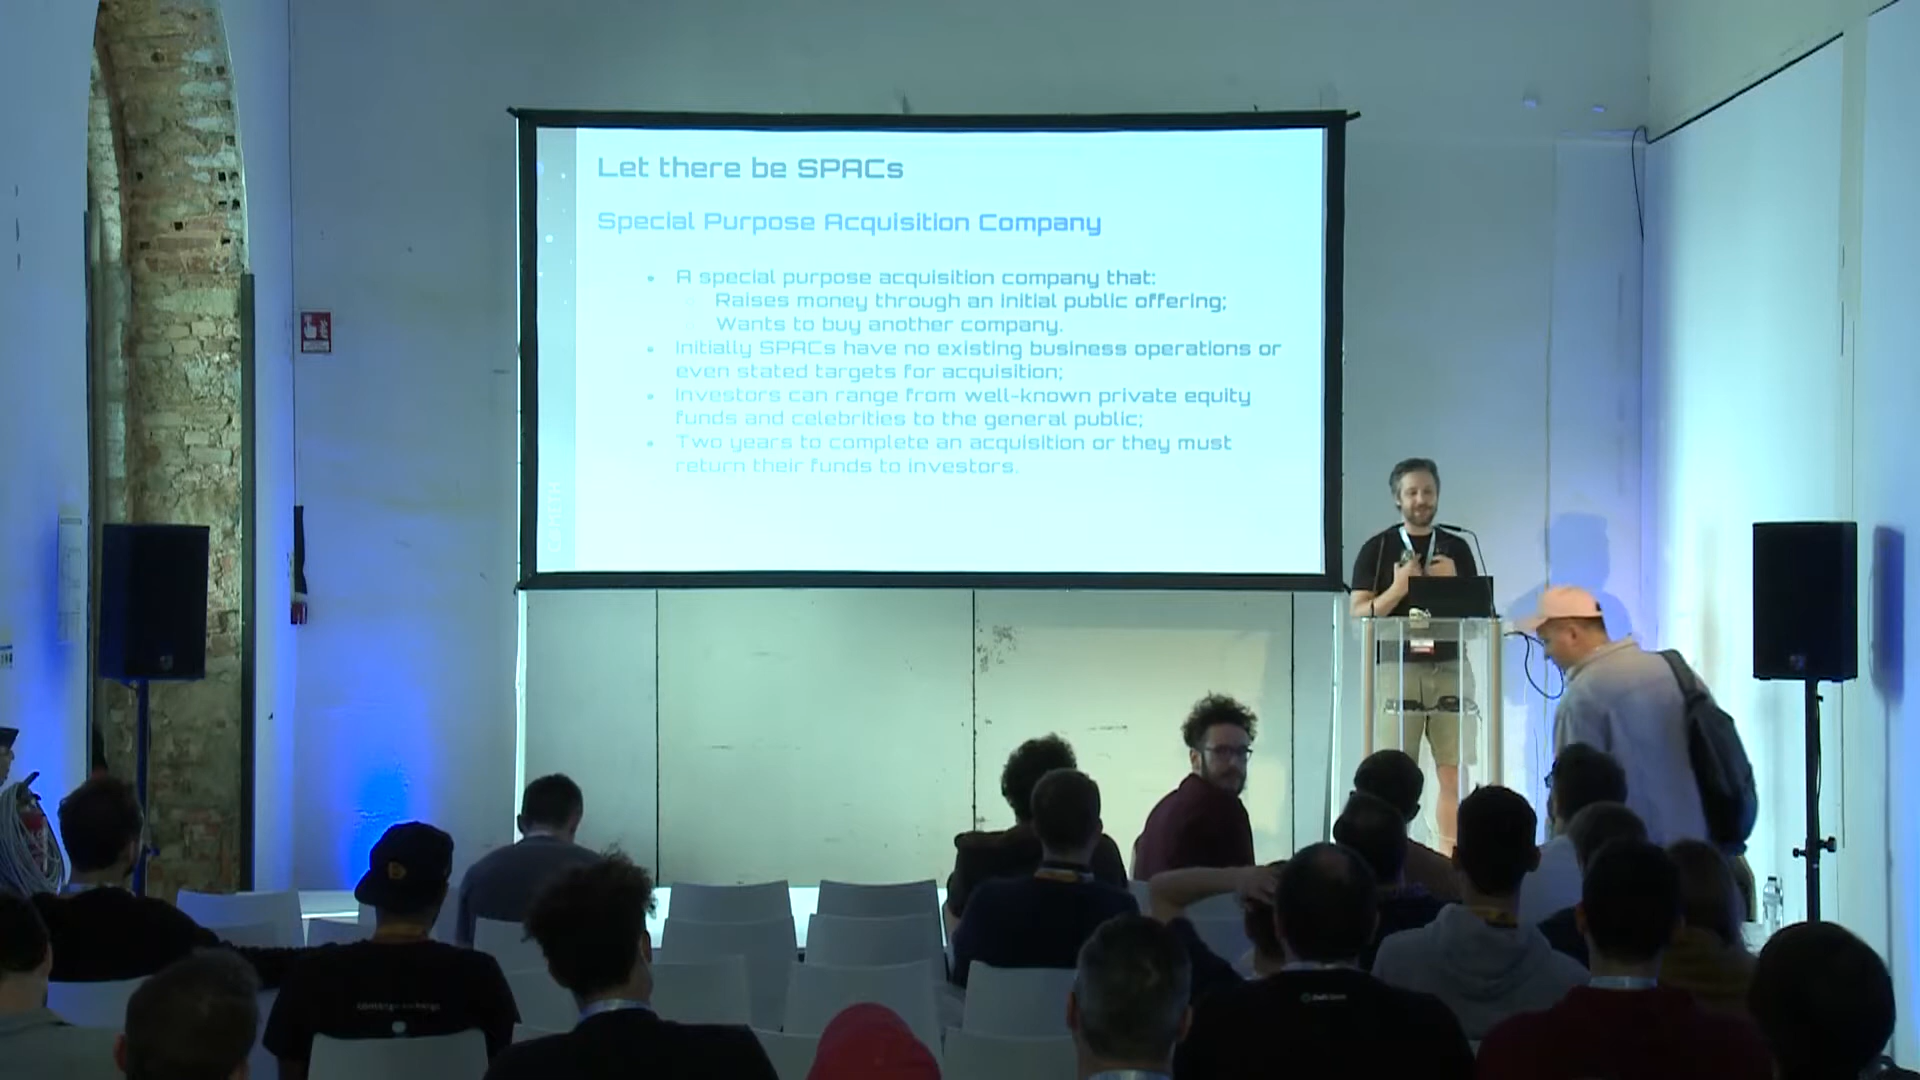 Let there be SPACs
Special Purpose Acquisition Company
• A special purpose acquisition company that:
Raises money through an initial public offering;
Wants to buy another company.
• Initially SPACs have no existing business operations or
even stated targets for acquisition;
• Investors can range from well-known private equity
funds and celebrities to the general public;
• Two years to complete an acquisition or they must
return their funds to investors.